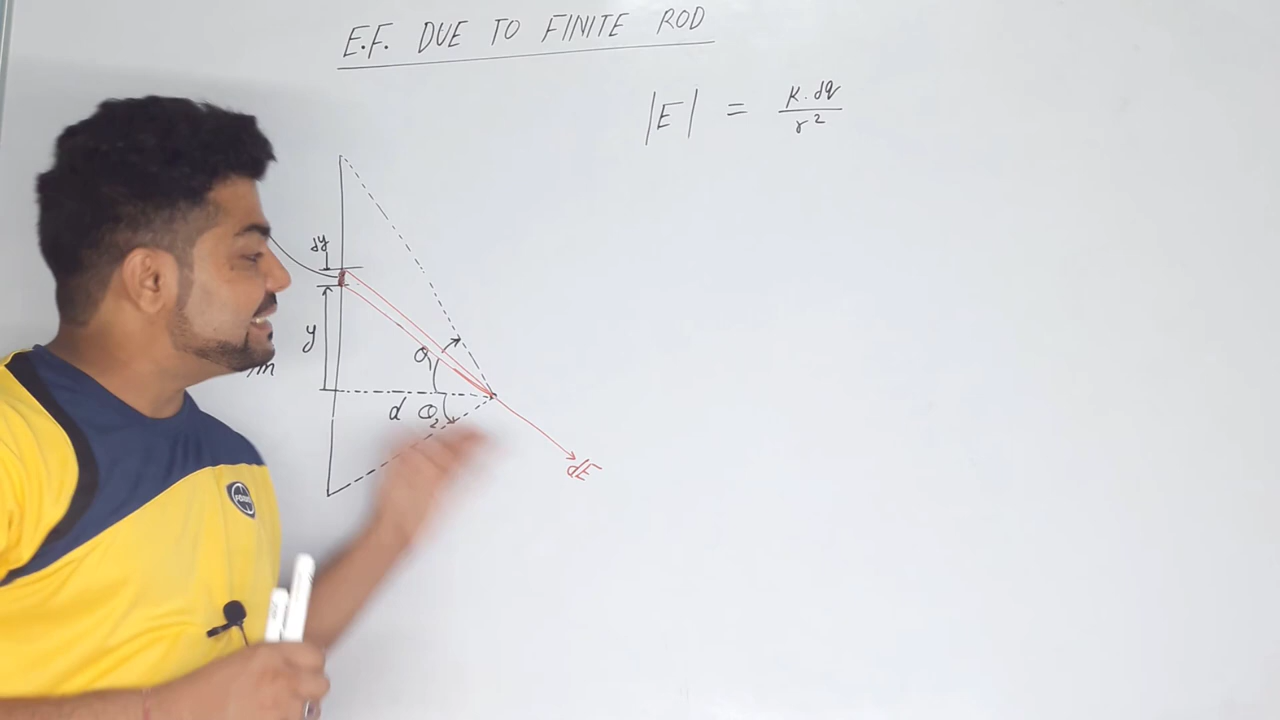 E.F. DUE TO FINITE ROD
|E| = K.dq / r²
dy
y
θ₁
/m
d θ₂
dE